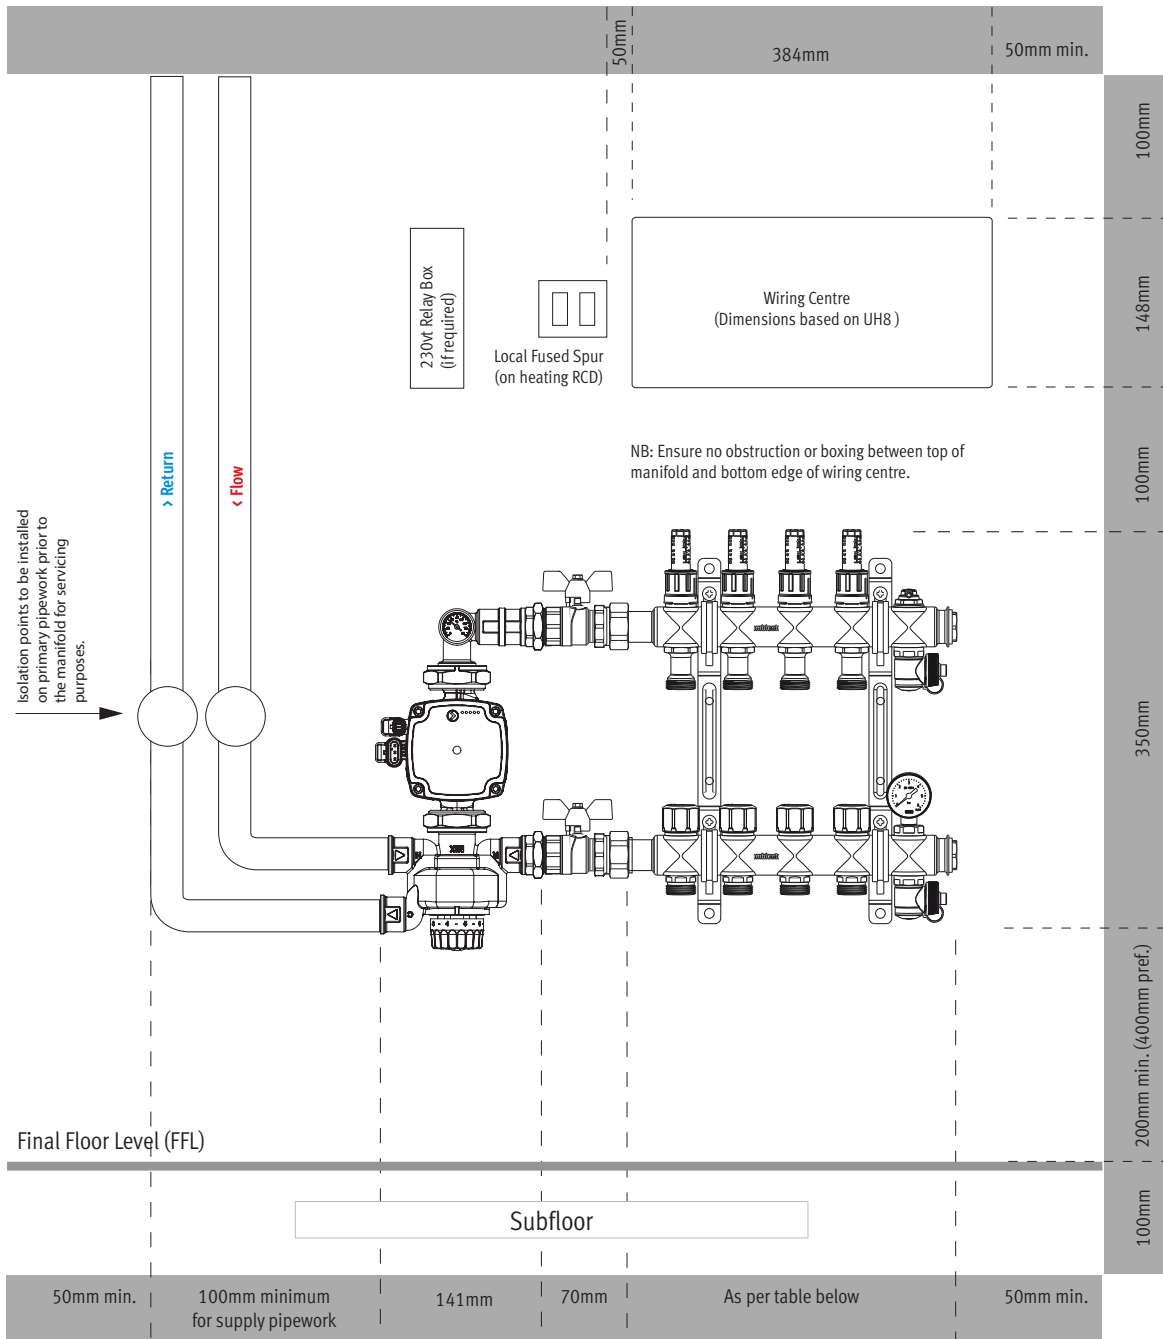 50mm
384mm
50mm min.
100mm
148mm
100mm
350mm
200mm min. (400mm pref.)
100mm
230vt Relay Box
(if required)
Local Fused Spur
(on heating RCD)
Wiring Centre
(Dimensions based on UH8 )
NB: Ensure no obstruction or boxing between top of
manifold and bottom edge of wiring centre.
> Return
< Flow
Isolation points to be installed
on primary pipework prior to
the manifold for servicing
purposes.
ambient
ambient
Final Floor Level (FFL)
Subfloor
50mm min.
100mm minimum
for supply pipework
141mm
70mm
As per table below
50mm min.